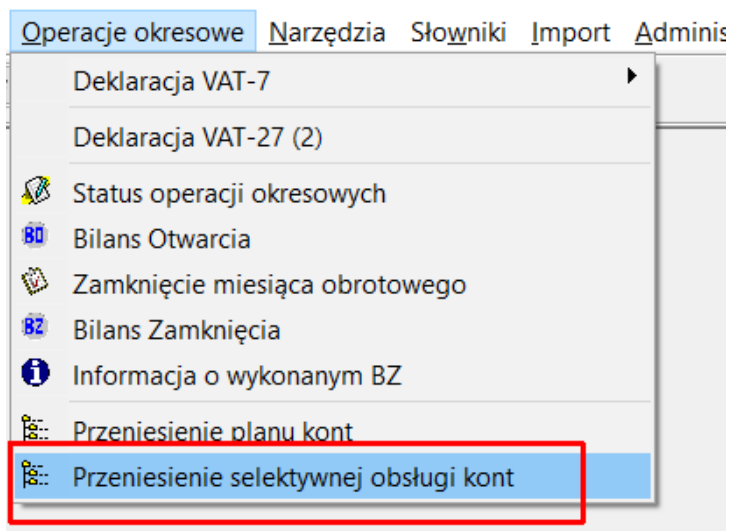 Operacje okresowe Narzędzia Słowniki Import Adminis
Deklaracja VAT-7
Deklaracja VAT-27 (2)
Status operacji okresowych
BO Bilans Otwarcia
Zamknięcie miesiąca obrotowego
BZ Bilans Zamknięcia
Informacja o wykonanym BZ
Przeniesienie planu kont
Przeniesienie selektywnej obsługi kont